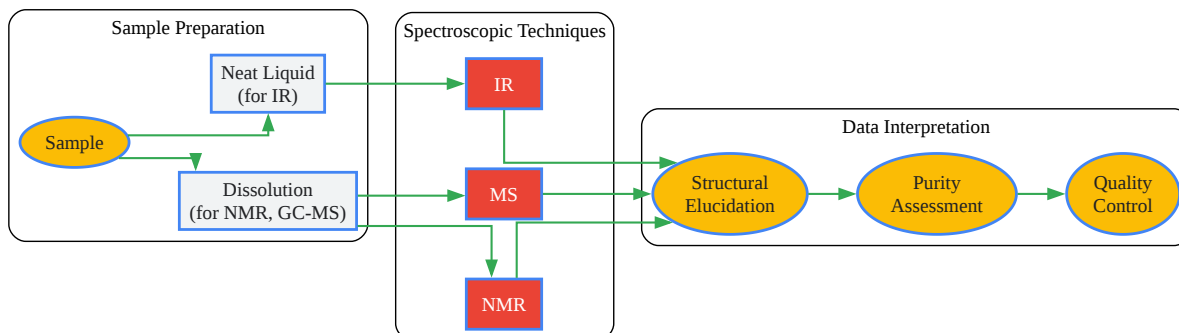 Sample Preparation
Neat Liquid
(for IR)
Sample
Dissolution
(for NMR, GC-MS)
Spectroscopic Techniques
IR
MS
NMR
Data Interpretation
Structural
Elucidation
Purity
Assessment
Quality
Control